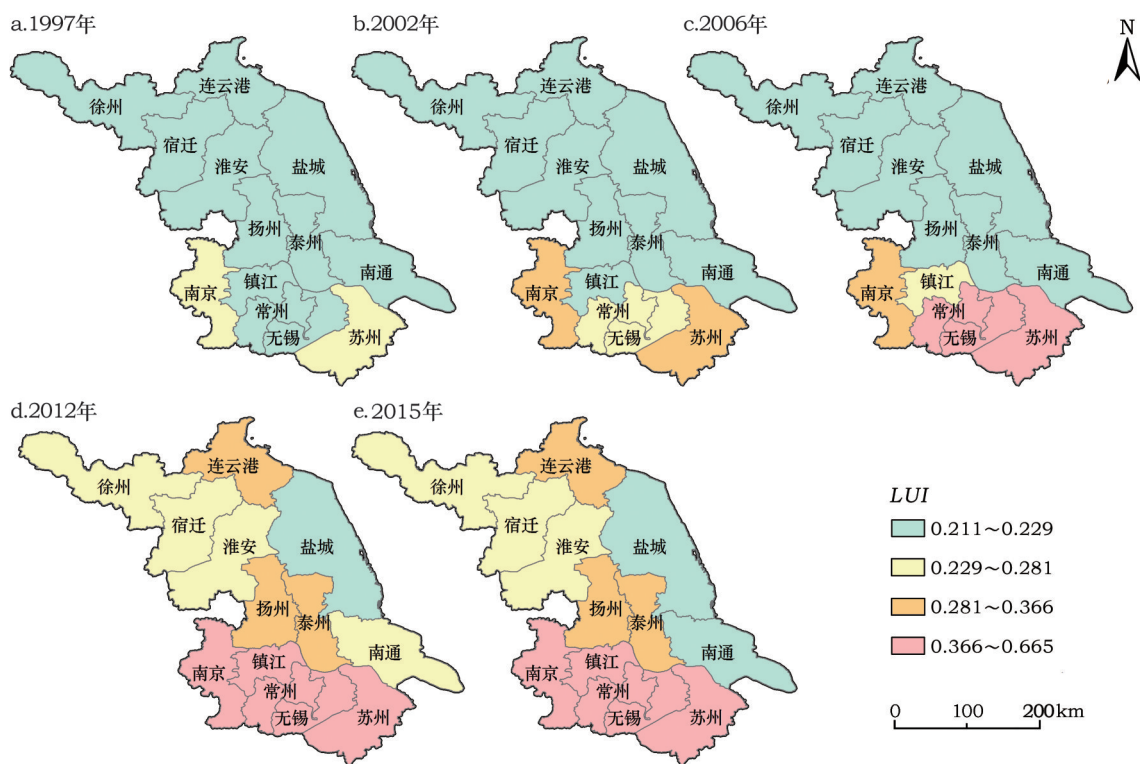 a.1997年
b.2002年
c.2006年
N
连云港
徐州
宿迁
淮安
盐城
扬州
泰州
南通
南京
镇江
常州
无锡
苏州
连云港
徐州
宿迁
淮安
盐城
扬州
泰州
南通
南京
镇江
常州
无锡
苏州
连云港
徐州
宿迁
淮安
盐城
扬州
泰州
南通
南京
镇江
常州
无锡
苏州
d.2012年
e.2015年
连云港
徐州
宿迁
淮安
盐城
扬州
泰州
南通
南京
镇江
常州
无锡
苏州
连云港
徐州
宿迁
淮安
盐城
扬州
泰州
南通
南京
镇江
常州
无锡
苏州
LUI
0.211～0.229
0.229～0.281
0.281～0.366
0.366～0.665
0 100 200 km